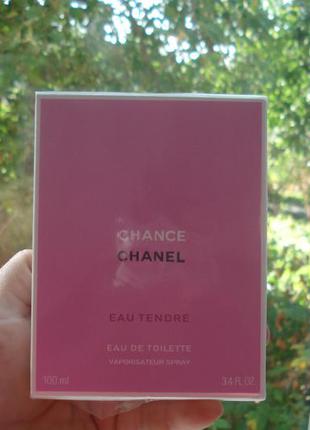 CHANCE
CHANEL
EAU TENDRE
EAU DE TOILETTE
VAPORISATEUR SPRAY
100 ml 3.4 FL. OZ.